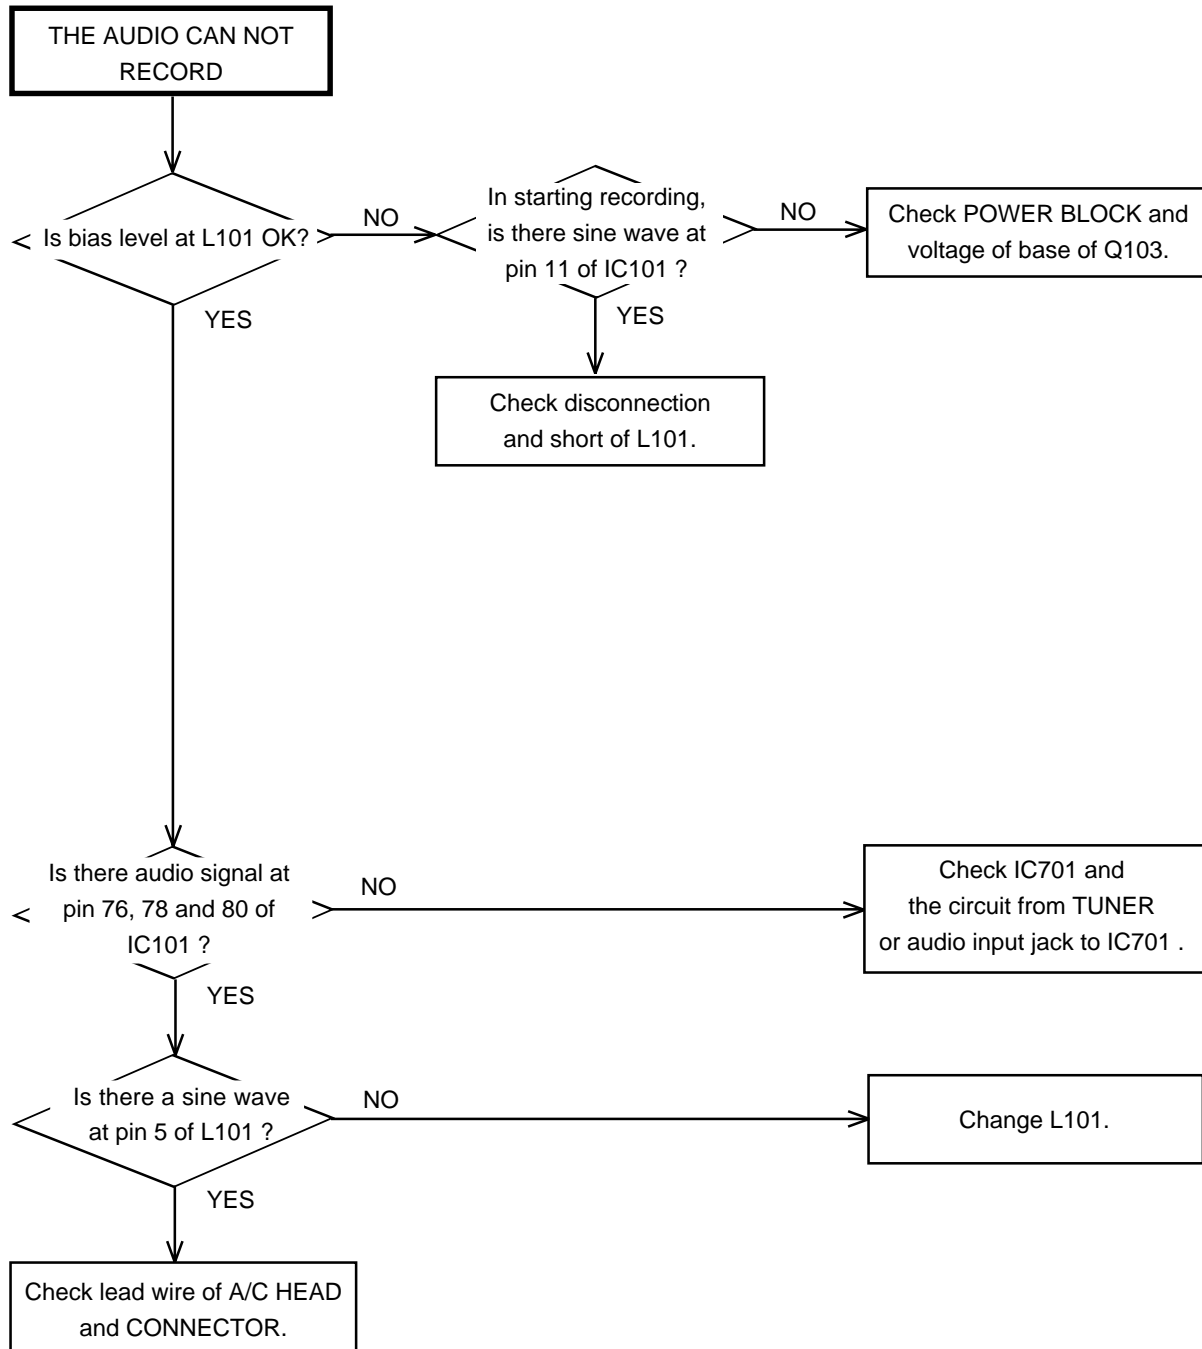 THE AUDIO CAN NOT
RECORD
Is bias level at L101 OK?
NO
YES
In starting recording,
is there sine wave at
pin 11 of IC101 ?
NO
YES
Check POWER BLOCK and
voltage of base of Q103.
Check disconnection
and short of L101.
Is there audio signal at
pin 76, 78 and 80 of
IC101 ?
NO
YES
Check IC701 and
the circuit from TUNER
or audio input jack to IC701 .
Is there a sine wave
at pin 5 of L101 ?
NO
YES
Change L101.
Check lead wire of A/C HEAD
and CONNECTOR.